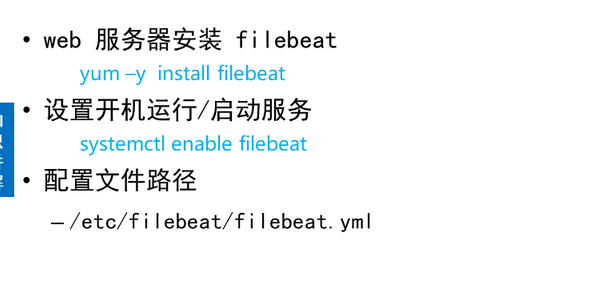 • web 服务器安装 filebeat
yum –y install filebeat
• 设置开机运行/启动服务
systemctl enable filebeat
• 配置文件路径
– /etc/filebeat/filebeat.yml